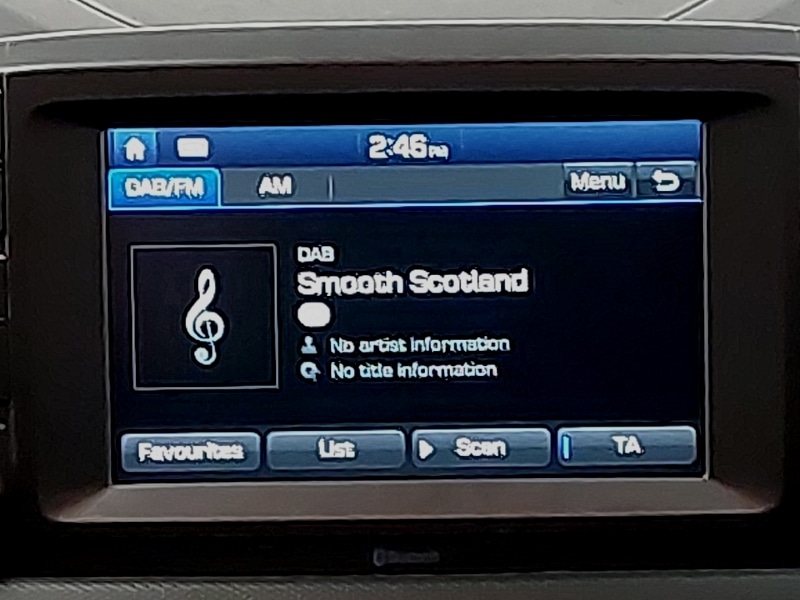 2:46 PM
DAB/FM AM Menu
DAB
Smooth Scotland
No artist information
No title information
Favourites List Scan TA